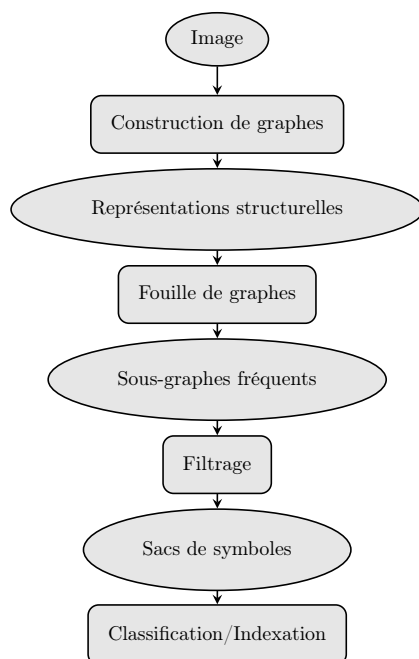 Image
Construction de graphes
Représentations structurelles
Fouille de graphes
Sous-graphes fréquents
Filtrage
Sacs de symboles
Classification/Indexation